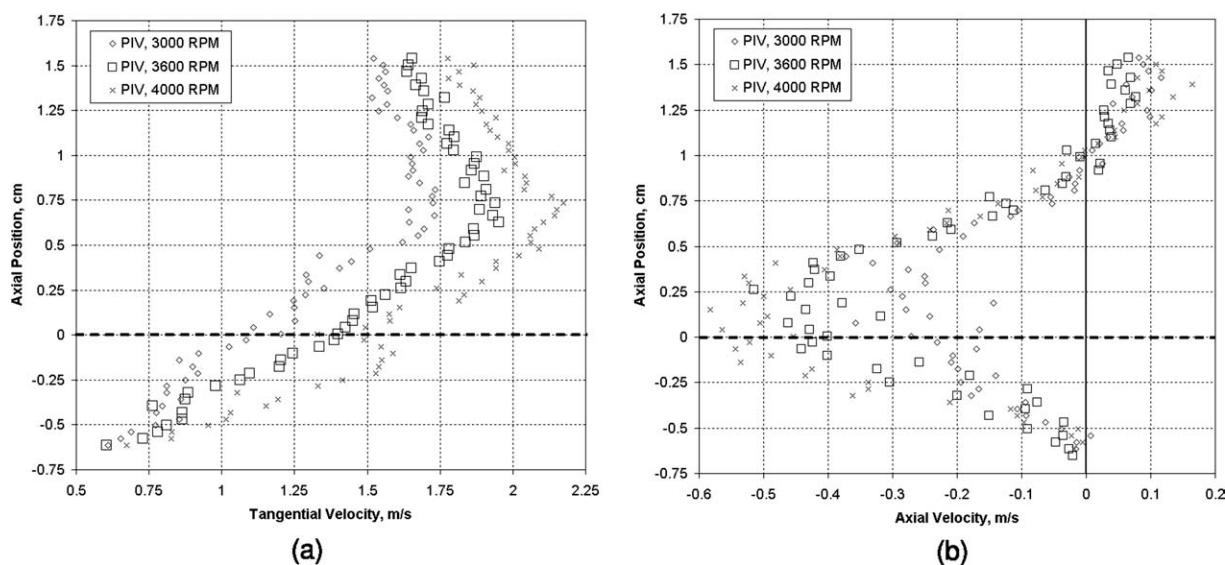 1.75
1.5
1.25
1
0.75
0.5
0.25
0
-0.25
-0.5
-0.75
Axial Position, cm
PIV, 3000 RPM
PIV, 3600 RPM
PIV, 4000 RPM
0.5 0.75 1 1.25 1.5 1.75 2 2.25
Tangential Velocity, m/s
(a)
1.75
1.5
1.25
1
0.75
0.5
0.25
0
-0.25
-0.5
-0.75
Axial Position, cm
PIV, 3000 RPM
PIV, 3600 RPM
PIV, 4000 RPM
-0.6 -0.5 -0.4 -0.3 -0.2 -0.1 0 0.1 0.2
Axial Velocity, m/s
(b)